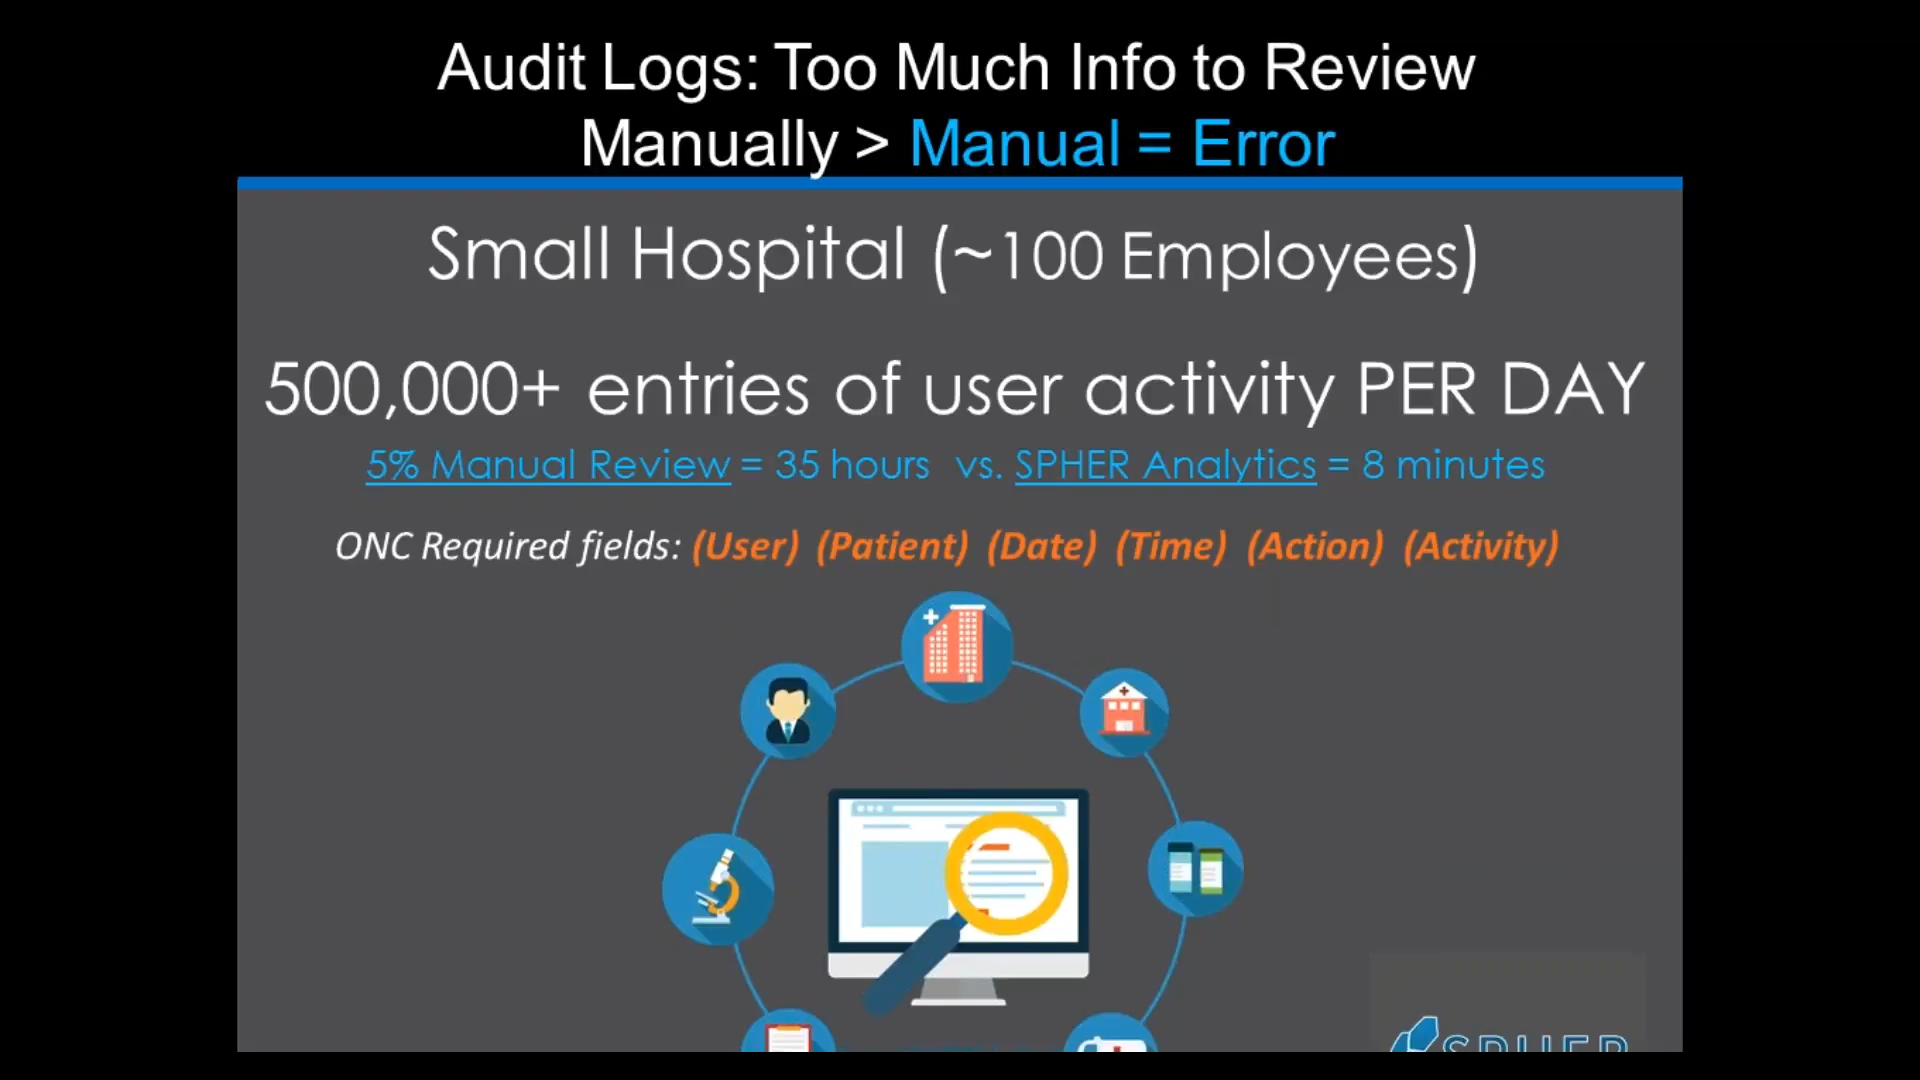 Audit Logs: Too Much Info to Review
Manually > Manual = Error
Small Hospital (~100 Employees)
500,000+ entries of user activity PER DAY
5% Manual Review = 35 hours vs. SPHER Analytics = 8 minutes
ONC Required fields: (User) (Patient) (Date) (Time) (Action) (Activity)
SPHER